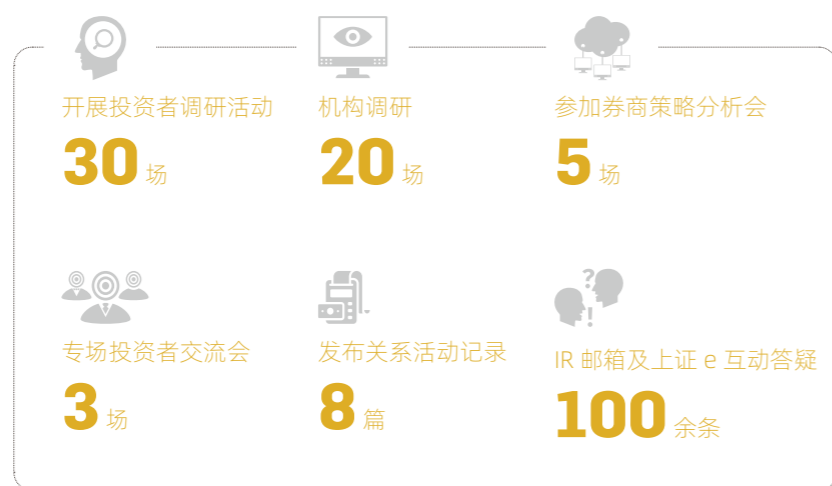 开展投资者调研活动
30 场
机构调研
20 场
参加券商策略分析会
5 场
专场投资者交流会
3 场
发布关系活动记录
8 篇
IR 邮箱及上证 e 互动答疑
100 余条